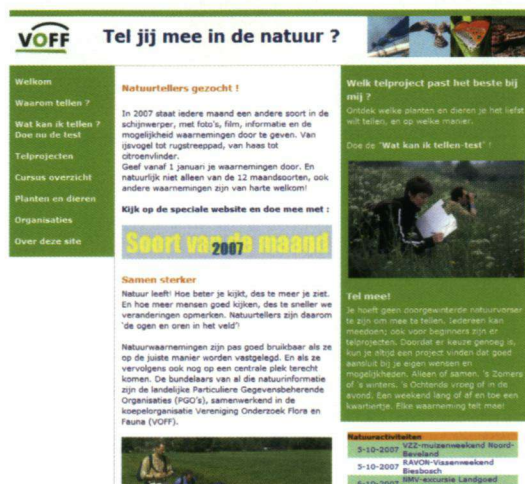 VOFF
Tel jij mee in de natuur ?
Welkom
Waarom tellen ?
Wat kan ik tellen ?
Doe nu de test
Telprojecten
Cursus overzicht
Planten en dieren
Organisaties
Over deze site
Natuurtellers gezocht !
In 2007 staat iedere maand een andere soort in de
schijnwerper, met foto's, film, informatie en de
mogelijkheid waarnemingen door te geven. Van
ijsvogel tot rugstreeppad, van haas tot
citroenvlinder.
Geef vanaf 1 januari je waarnemingen door. En
natuurlijk niet alleen van de 12 maandsoorten, ook
andere waarnemingen zijn van harte welkom!
Kijk op de speciale website en doe mee met :
Soort van de maand
2007
Samen sterker
Natuur leeft! Hoe beter je kijkt, des te meer je ziet.
En hoe meer mensen goed kijken, des te sneller we
veranderingen opmerken. Natuurtellers zijn daarom
'de ogen en oren in het veld'!
Natuurwaarnemingen zijn pas goed bruikbaar als ze
op de juiste manier worden vastgelegd. En als ze
vervolgens ook nog op een centrale plek terecht
komen. De bundelaars van al die natuurinformatie
zijn de landelijke Particuliere Gegevensbeherende
Organisaties (PGO's), samenwerkend in de
koepelorganisatie Vereniging Onderzoek Flora en
Fauna (VOFF).
Welk telproject past het beste bij
mij ?
Ontdek welke planten en dieren je het liefst
wilt tellen, en op welke manier.
Doe de 'Wat kan ik tellen-test' !
Tel mee!
Je hoeft geen doorgewinterde natuurvorser
te zijn om mee te tellen. Iedereen kan
meedoen; ook voor beginners zijn er
telprojecten. Doordat er keuze genoeg is,
kun je altijd een project vinden dat goed
aansluit bij je eigen wensen en
mogelijkheden. Alleen of samen. 's Zomers
of 's winters. 's Ochtends vroeg of in de
avond. Een weekend lang of af en toe een
kwartiertje. Elke waarneming telt mee!
Natuuractiviteiten
5-10-2007 VZZ-muizenweekend Noord-
Beveland
5-10-2007 RAVON-Vissenweekend
Biesbosch
6-10-2007 NMV-excursie Landgoed